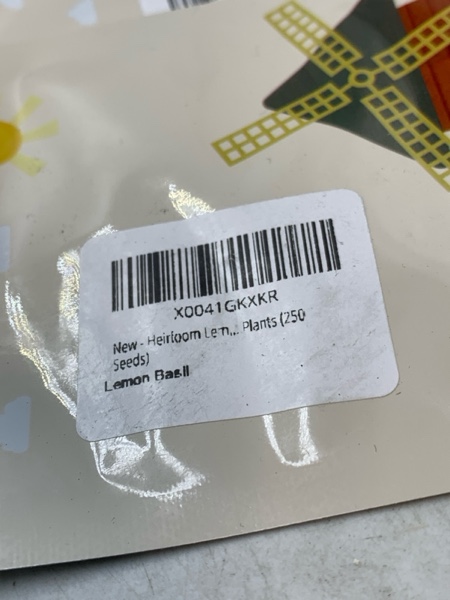 X0041GKXKR
New - Heirloom Lem... Plants (250
Seeds)
Lemon Basil